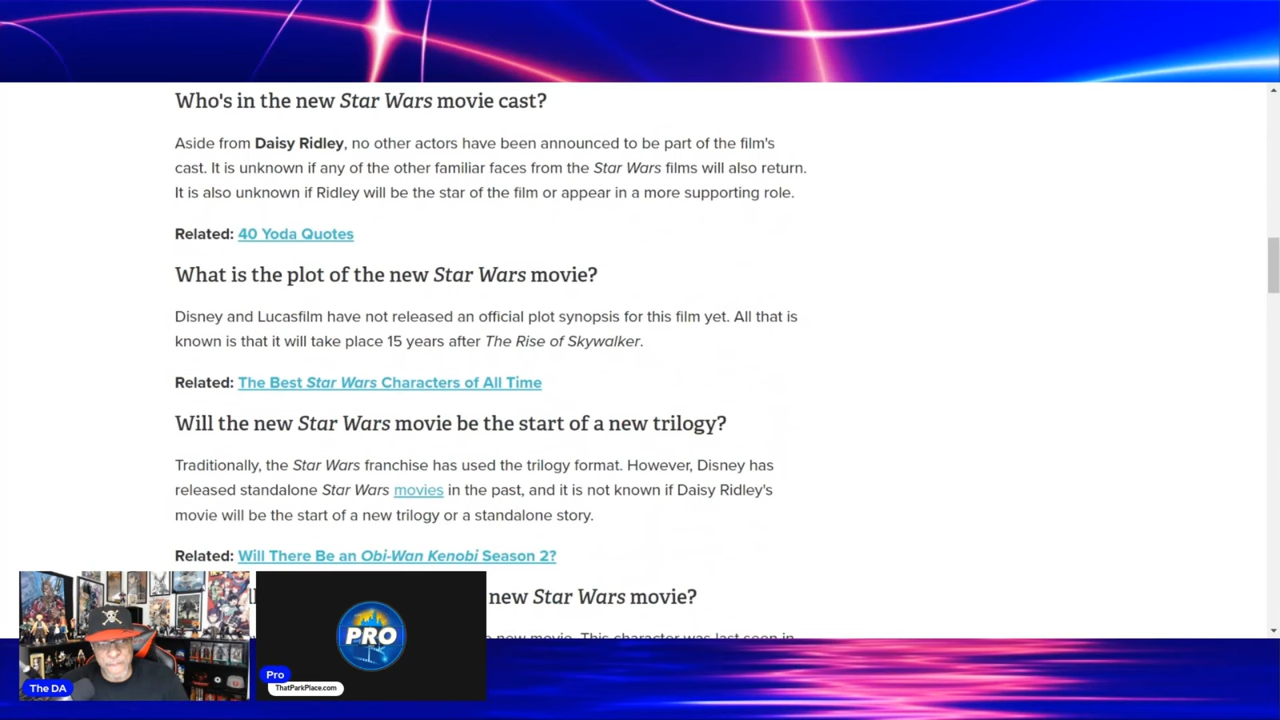 Who's in the new Star Wars movie cast?
Aside from Daisy Ridley, no other actors have been announced to be part of the film's
cast. It is unknown if any of the other familiar faces from the Star Wars films will also return.
It is also unknown if Ridley will be the star of the film or appear in a more supporting role.
Related: 40 Yoda Quotes
What is the plot of the new Star Wars movie?
Disney and Lucasfilm have not released an official plot synopsis for this film yet. All that is
known is that it will take place 15 years after The Rise of Skywalker.
Related: The Best Star Wars Characters of All Time
Will the new Star Wars movie be the start of a new trilogy?
Traditionally, the Star Wars franchise has used the trilogy format. However, Disney has
released standalone Star Wars movies in the past, and it is not known if Daisy Ridley's
movie will be the start of a new trilogy or a standalone story.
Related: Will There Be an Obi-Wan Kenobi Season 2?
new Star Wars movie?
new movie. This character was last seen in
PRO
The DA
Pro
ThatParkPlace.com